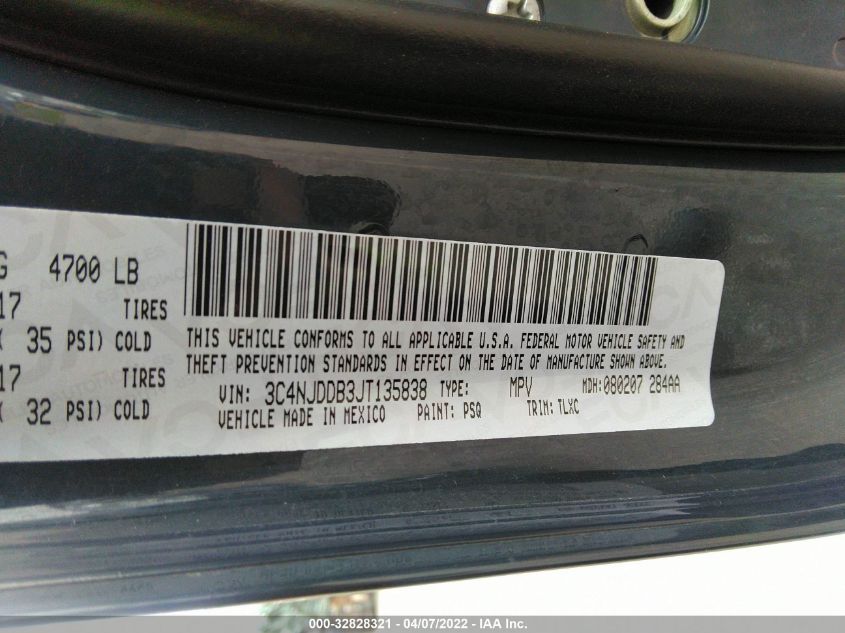 G 4700 LB
17 TIRES
35 PSI) COLD
17 TIRES
32 PSI) COLD
THIS VEHICLE CONFORMS TO ALL APPLICABLE U.S.A. FEDERAL MOTOR VEHICLE SAFETY AND
THEFT PREVENTION STANDARDS IN EFFECT ON THE DATE OF MANUFACTURE SHOWN ABOVE.
VIN: 3C4NJDDB3JT135838 TYPE: MPV MDH:080207 284AA
VEHICLE MADE IN MEXICO PAINT: PSQ TRIM: TLXC
000-32828321 - 04/07/2022 - IAA Inc.